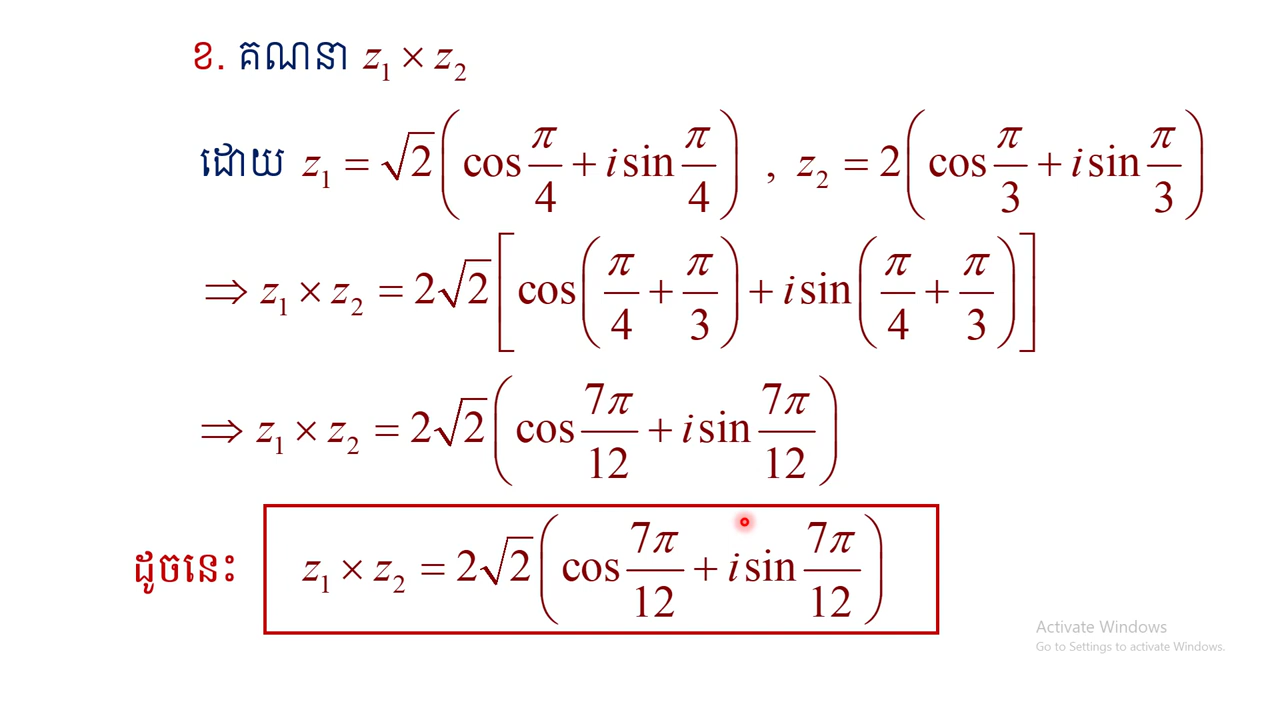 ខ. គណនា z₁ × z₂
ដោយ z₁ = √2(cos π/4 + i sin π/4) , z₂ = 2(cos π/3 + i sin π/3)
⇒ z₁ × z₂ = 2√2[cos(π/4 + π/3) + i sin(π/4 + π/3)]
⇒ z₁ × z₂ = 2√2(cos 7π/12 + i sin 7π/12)
ដូចនេះ z₁ × z₂ = 2√2(cos 7π/12 + i sin 7π/12)
Activate Windows
Go to Settings to activate Windows.